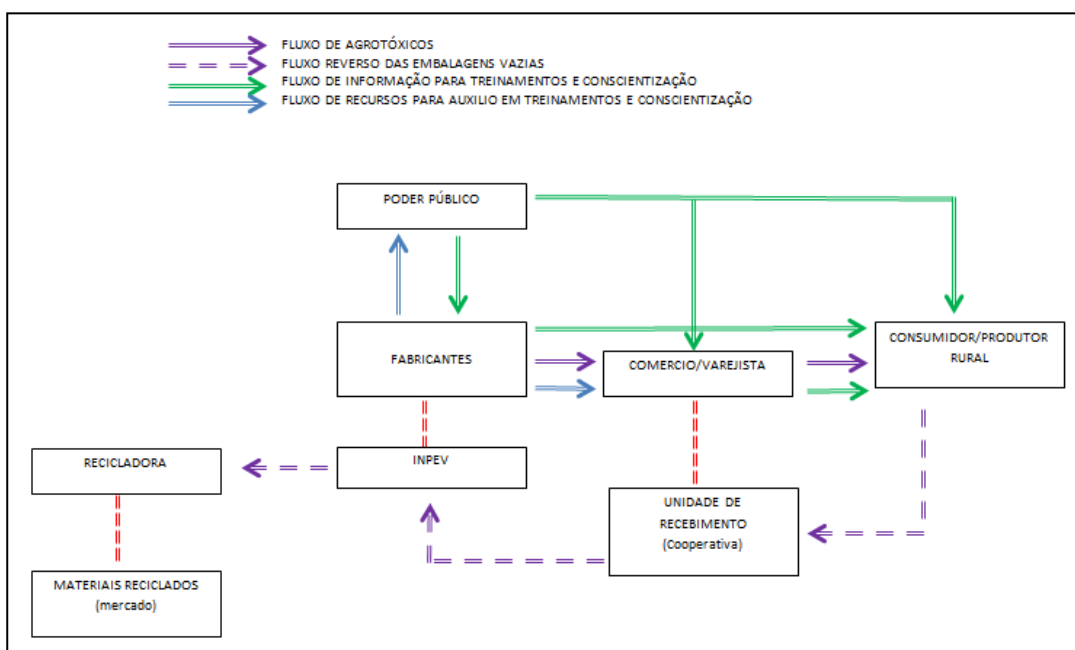 FLUXO DE AGROTÓXICOS
FLUXO REVERSO DAS EMBALAGENS VAZIAS
FLUXO DE INFORMAÇÃO PARA TREINAMENTOS E CONSCIENTIZAÇÃO
FLUXO DE RECURSOS PARA AUXILIO EM TREINAMENTOS E CONSCIENTIZAÇÃO
PODER PÚBLICO
FABRICANTES
COMERCIO/VAREJISTA
CONSUMIDOR/PRODUTOR
RURAL
RECICLADORA
INPEV
UNIDADE DE
RECEBIMENTO
(Cooperativa)
MATERIAIS RECICLADOS
(mercado)